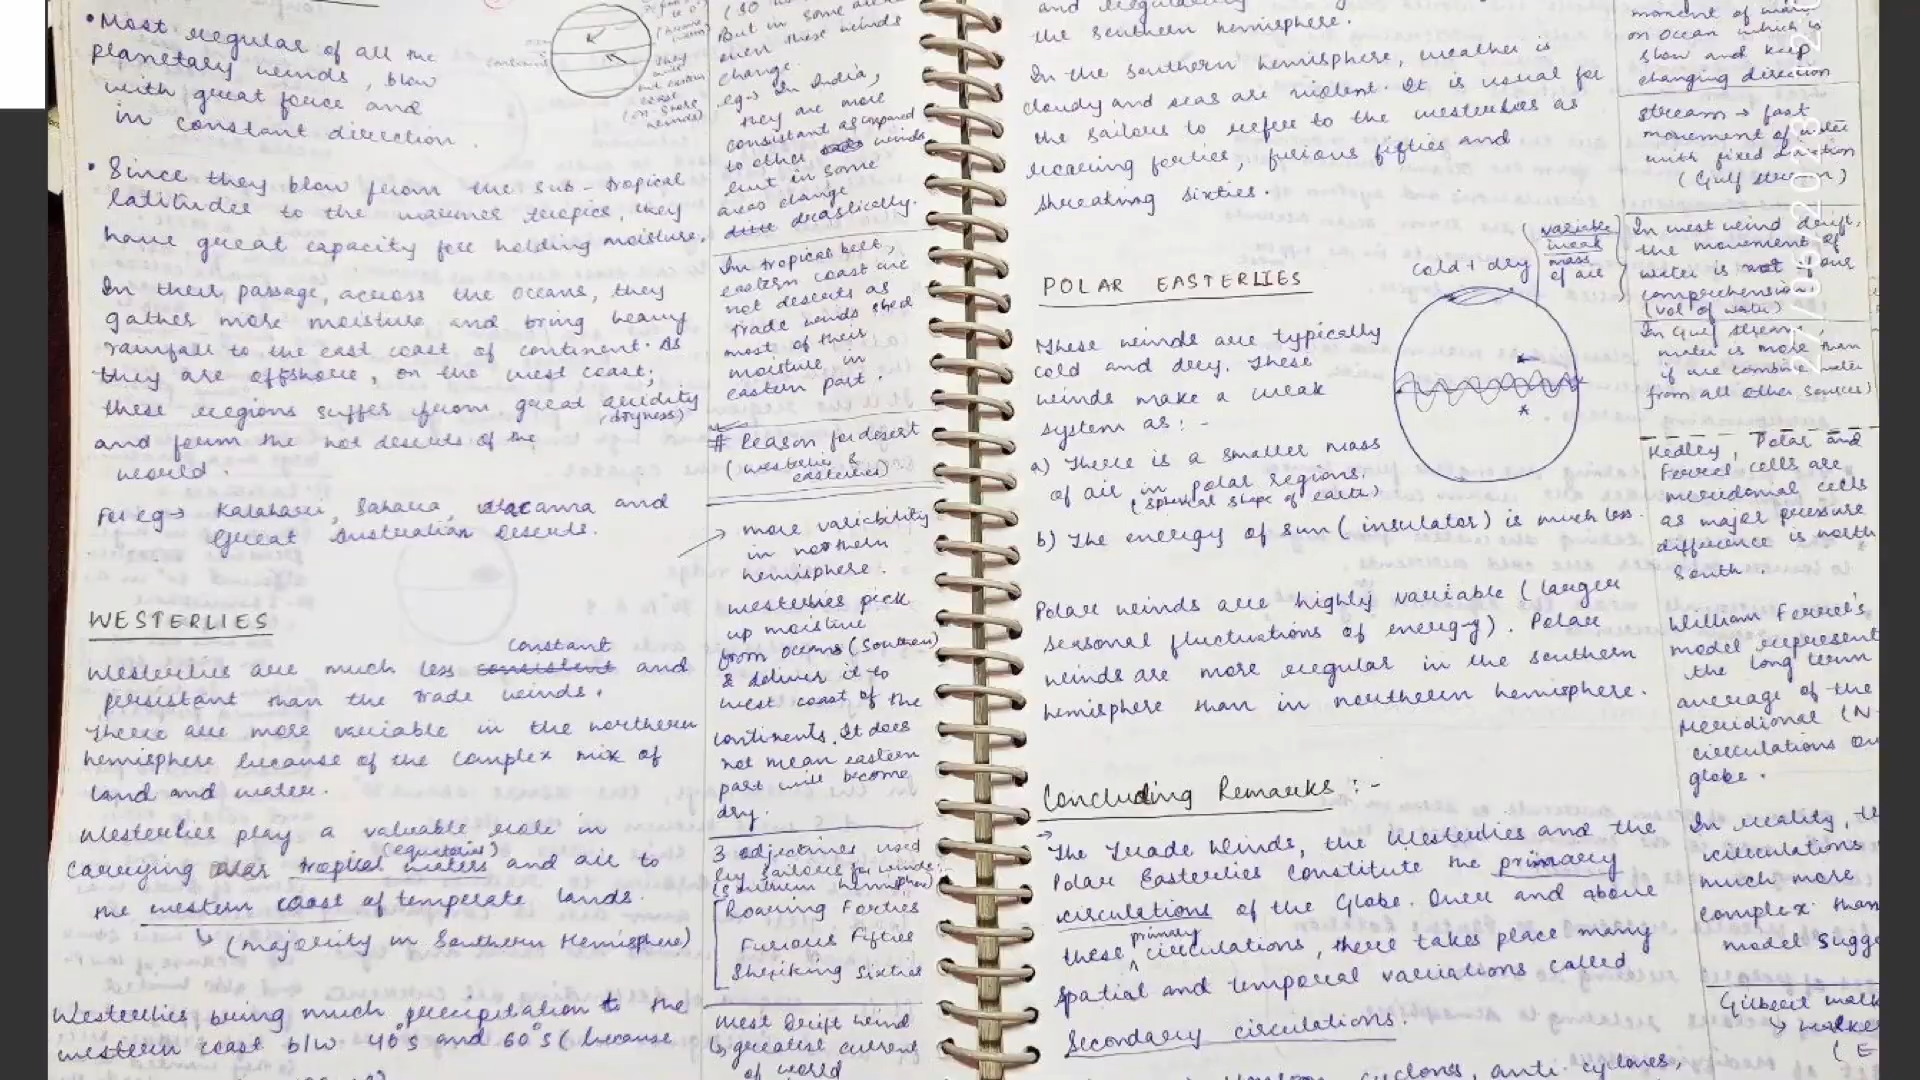 • Most regular of all the
planetary winds, blow
with great force and
in constant direction.
• Since they blow from the sub-tropical
latitudes to the warmer tropics, they
have great capacity for holding moisture.
In their passage, across the oceans, they
gather more moisture and bring heavy
rainfall to the east coast of continent. As
they are offshore, on the west coast;
these regions suffer from great aridity
(dryness)
and form the hot deserts of the
world.
For eg → Kalahari, Sahara, Atacama and
Great Australian Deserts.
WESTERLIES
constant
Westerlies are much less consistent and
persistant than the trade winds.
There are more variable in the northern
hemisphere because of the complex mix of
land and water.
Westerlies play a valuable role in
(equatorial)
carrying tropical waters and air to
the western coast of temperate lands.
↳ (majority in Southern Hemisphere)
Westerlies being much precipitation to the
western coast b/w 40°S and 60°S (because
But in some areas
even these winds
change.
eg → In India,
they are more
consistant as compared
to other winds
but in some
areas change
drastically.
In tropical belt,
eastern coast are
not deserts as
trade winds shed
most of their
moisture in
eastern part.
# Reason for desert
(westerlies &
easterlies)
→ more variability
in northern
hemisphere.
westerlies pick
up moisture
from oceans (Southern)
& deliver it to
west coast of the
continents. It does
not mean eastern
part will become
dry.
3 adjectives used
by sailors for winds:
(Southern hemisphere)
Roaring Forties
Furious Fifties
Shriking Sixties
West Drift Wind
↳ greatest current
of world
and regularity
the southern hemisphere.
In the southern hemisphere, weather is
cloudy and seas are violent. It is usual for
the sailors to refer to the westerlies as
roaring forties, furious fifties and
shreating sixties.
POLAR EASTERLIES
cold + dry
variable
weak
mass
of air
These winds are typically
cold and dry. These
winds make a weak
system as: -
a) There is a smaller mass
of air in polar regions.
(spherical shape of earth)
b) The energy of sun (insulator) is much less.
Polar winds are highly variable (larger
seasonal fluctuations of energy). Polar
winds are more regular in the southern
hemisphere than in northern hemisphere.
Concluding Remarks : -
→ The Trade Winds, the Westerlies and the
Polar Easterlies constitute the primary
circulations of the Globe. Over and above
primary
these circulations, there takes place many
spatial and temporal variations called
Secondary circulations.
cyclons, anti-cyclones,
on ocean which is
slow and keep
changing direction
stream → fast
movement of water
with fixed direction
(Gulf stream)
In west wind drift,
the movement of
water is not of our
comprehension
(vol of water)
In Gulf stream,
water is more than
if we combine water
from all other sources)
Hedley, Polar and
Ferrel cells are
meridonal cells
as major pressure
difference is north
South.
William Ferrel's
model represent
the long term
average of the
Meridional (N-
circulations on
globe.
In reality, the
circulations
much more
complex than
model sugge